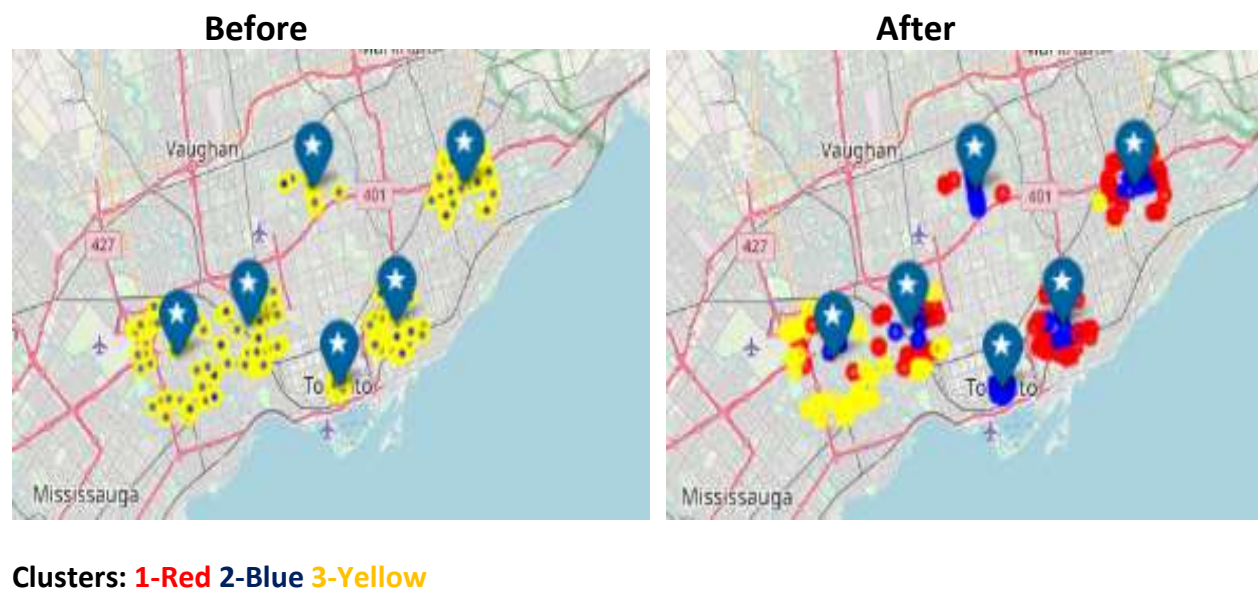 Before
After
Vaughan
401
427
To to
Mississauga
Vaughan
401
427
To to
Mississauga
Clusters: 1-Red 2-Blue 3-Yellow